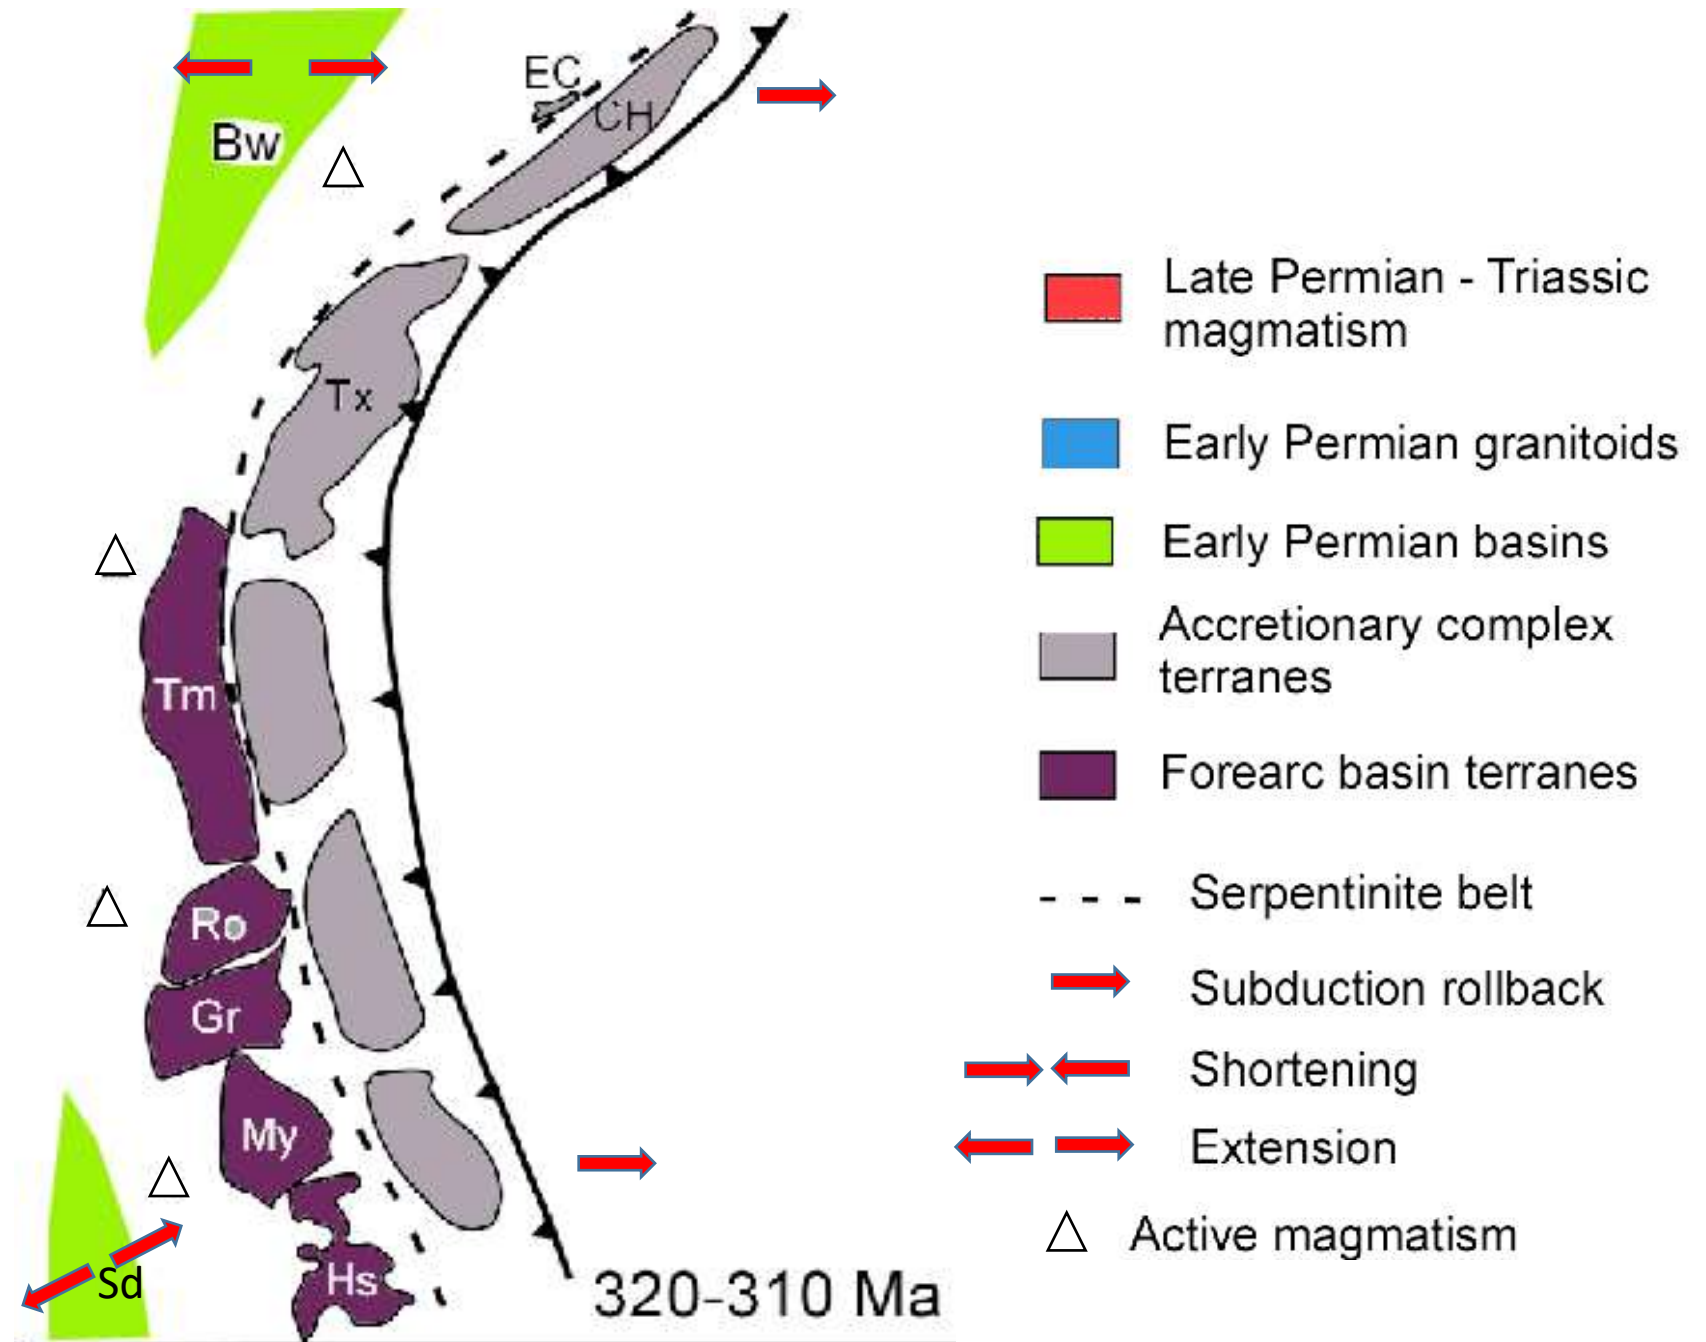 EC
CH
Bw
Tx
Tm
Ro
Gr
My
Sd
Hs
320-310 Ma
Late Permian - Triassic
magmatism
Early Permian granitoids
Early Permian basins
Accretionary complex
terranes
Forearc basin terranes
Serpentinite belt
Subduction rollback
Shortening
Extension
Active magmatism